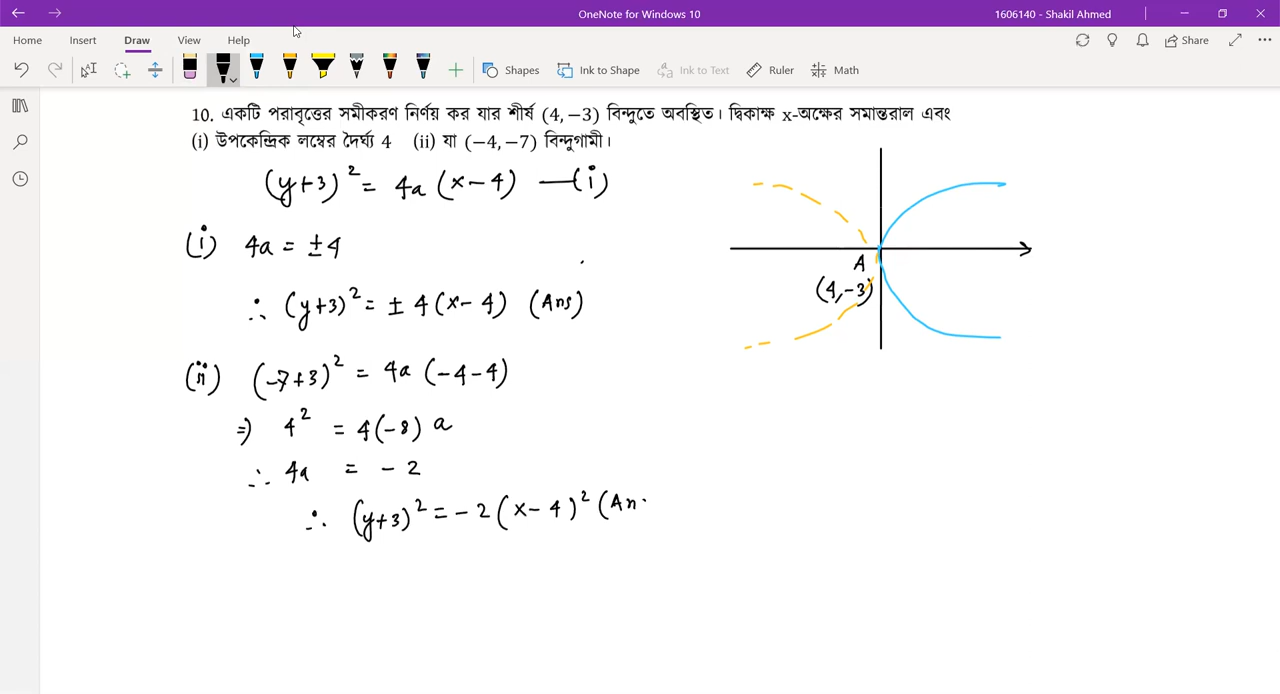 OneNote for Windows 10
1606140 - Shakil Ahmed
Home Insert Draw View Help
Share
Shapes Ink to Shape Ink to Text Ruler Math
10. একটি পরাবৃত্তের সমীকরণ নির্ণয় কর যার শীর্ষ (4,−3) বিন্দুতে অবস্থিত। দ্বিকাক্ষ x-অক্ষের সমান্তরাল এবং
(i) উপকেন্দ্রিক লম্বের দৈর্ঘ্য 4 (ii) যা (−4,−7) বিন্দুগামী।
(y+3)² = 4a (x−4) —(i)
(i) 4a = ±4
∴ (y+3)² = ± 4(x−4) (Ans)
(ii) (−7+3)² = 4a (−4−4)
⇒ 4² = 4(−8) a
∴ 4a = −2
∴ (y+3)² = −2(x−4)² (An.
A
(4,−3)